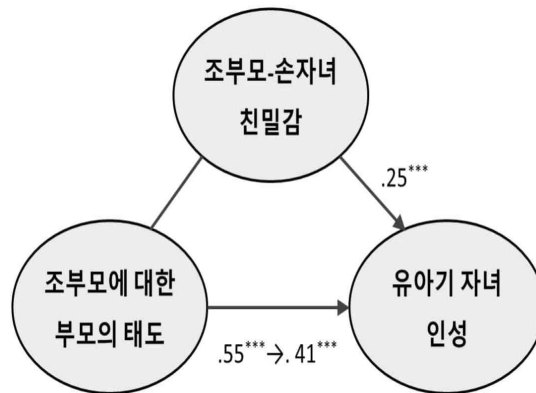 조부모-손자녀
친밀감
.25***
조부모에 대한
부모의 태도
유아기 자녀
인성
.55***→.41***